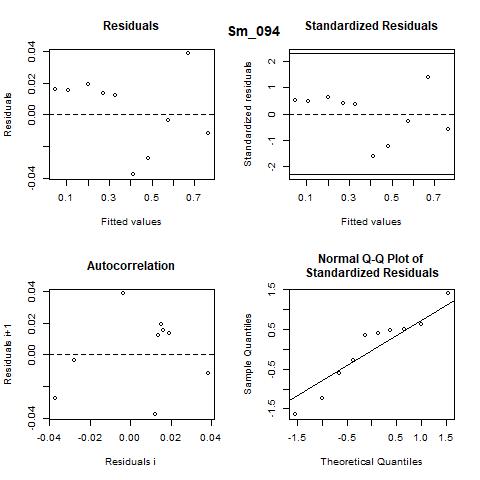 Sm_094
Residuals
Residuals
0.04
0.02
0.00
-0.04
0.1
0.3
0.5
0.7
Fitted values
Standardized Residuals
Standardized residuals
2
1
0
-1
-2
0.1
0.3
0.5
0.7
Fitted values
Autocorrelation
Residuals i+1
0.04
0.02
0.00
-0.04
-0.04
-0.02
0.00
0.02
0.04
Residuals i
Normal Q-Q Plot of
Standardized Residuals
Sample Quantiles
1.5
0.5
-0.5
-1.5
-1.5
-0.5
0.5
1.0
1.5
Theoretical Quantiles